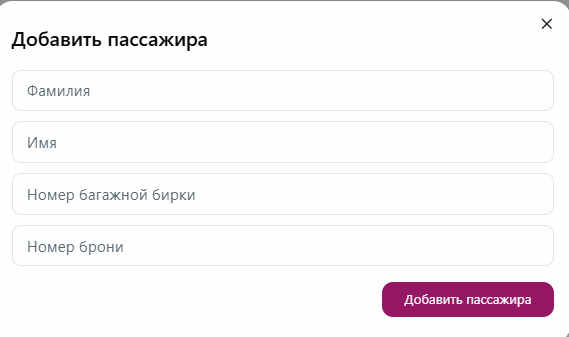 Добавить пассажира
Фамилия
Имя
Номер багажной бирки
Номер брони
Добавить пассажира